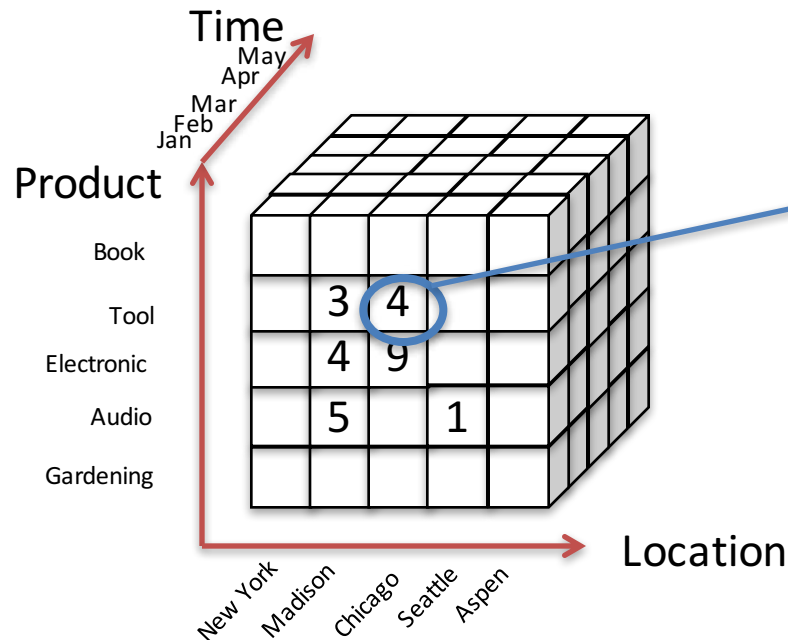 Time
May
Apr
Mar
Feb
Jan
Product
Book
Tool
3 4
Electronic
4 9
Audio
5 1
Gardening
Location
New York
Madison
Chicago
Seattle
Aspen